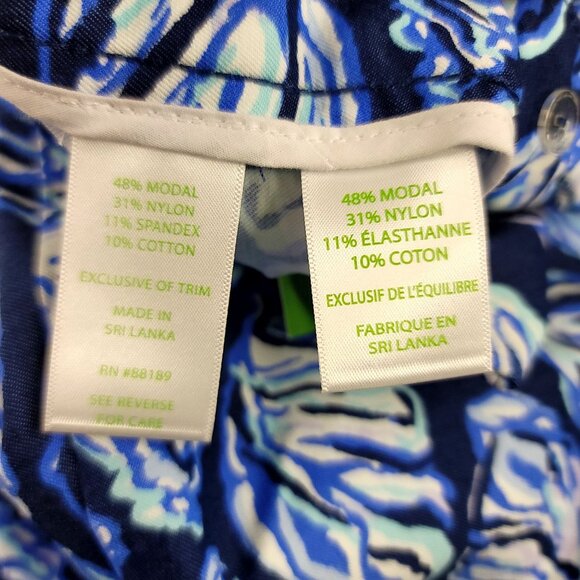 48% MODAL
31% NYLON
11% SPANDEX
10% COTTON
EXCLUSIVE OF TRIM
MADE IN
SRI LANKA
RN #88189
SEE REVERSE
FOR CARE
48% MODAL
31% NYLON
11% ÉLASTHANNE
10% COTON
EXCLUSIF DE L'ÉQUILIBRE
FABRIQUE EN
SRI LANKA